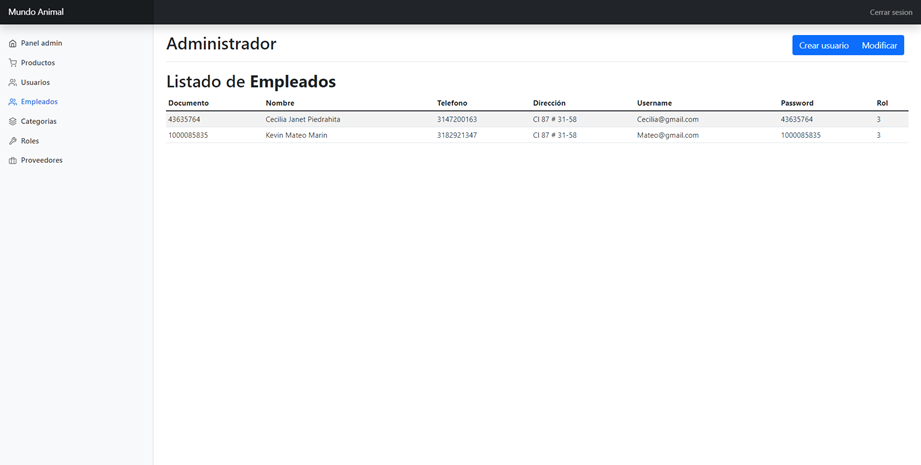 Mundo Animal
Cerrar sesion
Panel admin
Productos
Usuarios
Empleados
Categorias
Roles
Proveedores
Administrador
Crear usuario Modificar
Listado de Empleados
Documento Nombre Telefono Dirección Username Password Rol
43635764 Cecilia Janet Piedrahita 3147200163 Cl 87 # 31-58 Cecilia@gmail.com 43635764 3
1000085835 Kevin Mateo Marin 3182921347 Cl 87 # 31-58 Mateo@gmail.com 1000085835 3